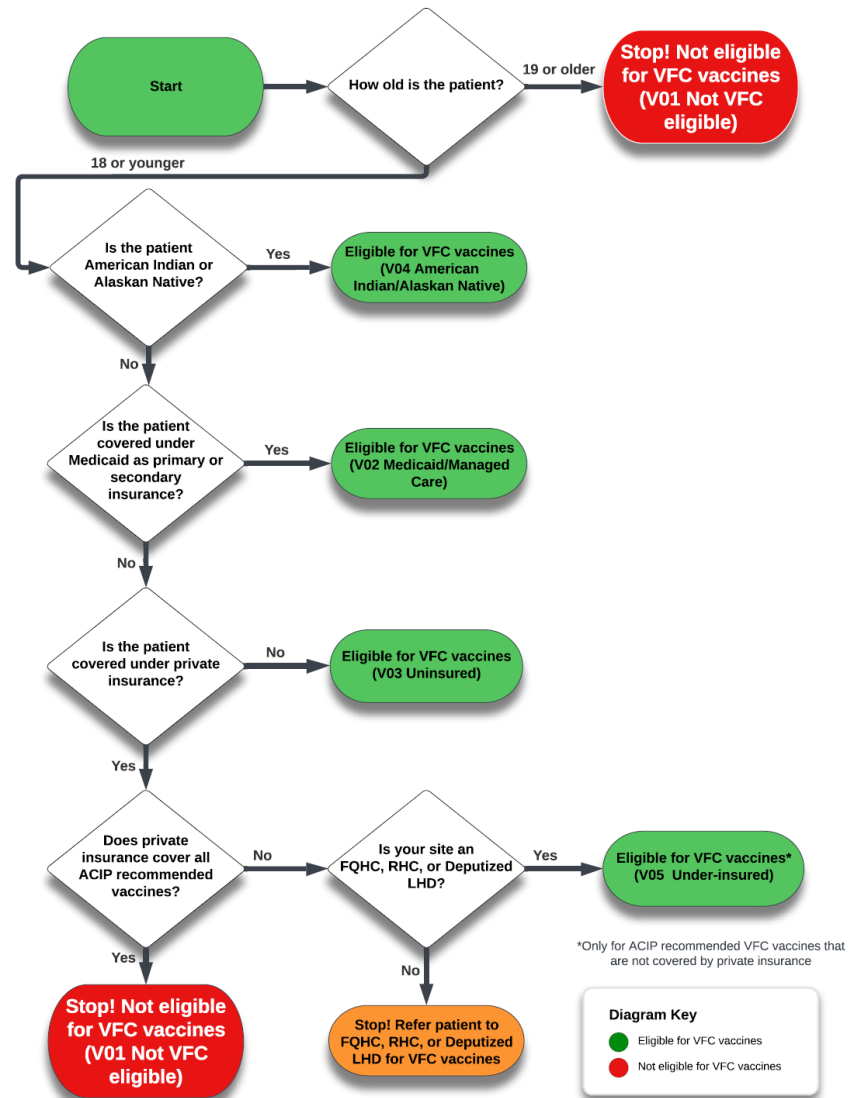 Start
How old is the patient?
19 or older
Stop! Not eligible
for VFC vaccines
(V01 Not VFC
eligible)
18 or younger
Is the patient
American Indian or
Alaskan Native?
Yes
Eligible for VFC vaccines
(V04 American
Indian/Alaskan Native)
No
Is the patient
covered under
Medicaid as primary or
secondary
insurance?
Yes
Eligible for VFC vaccines
(V02 Medicaid/Managed
Care)
No
Is the patient
covered under private
insurance?
No
Eligible for VFC vaccines
(V03 Uninsured)
Yes
Does private
insurance cover all
ACIP recommended
vaccines?
No
Is your site an
FQHC, RHC, or Deputized
LHD?
Yes
Eligible for VFC vaccines*
(V05 Under-insured)
*Only for ACIP recommended VFC vaccines that
are not covered by private insurance
Yes
Stop! Not eligible
for VFC vaccines
(V01 Not VFC
eligible)
No
Stop! Refer patient to
FQHC, RHC, or Deputized
LHD for VFC vaccines
Diagram Key
Eligible for VFC vaccines
Not eligible for VFC vaccines